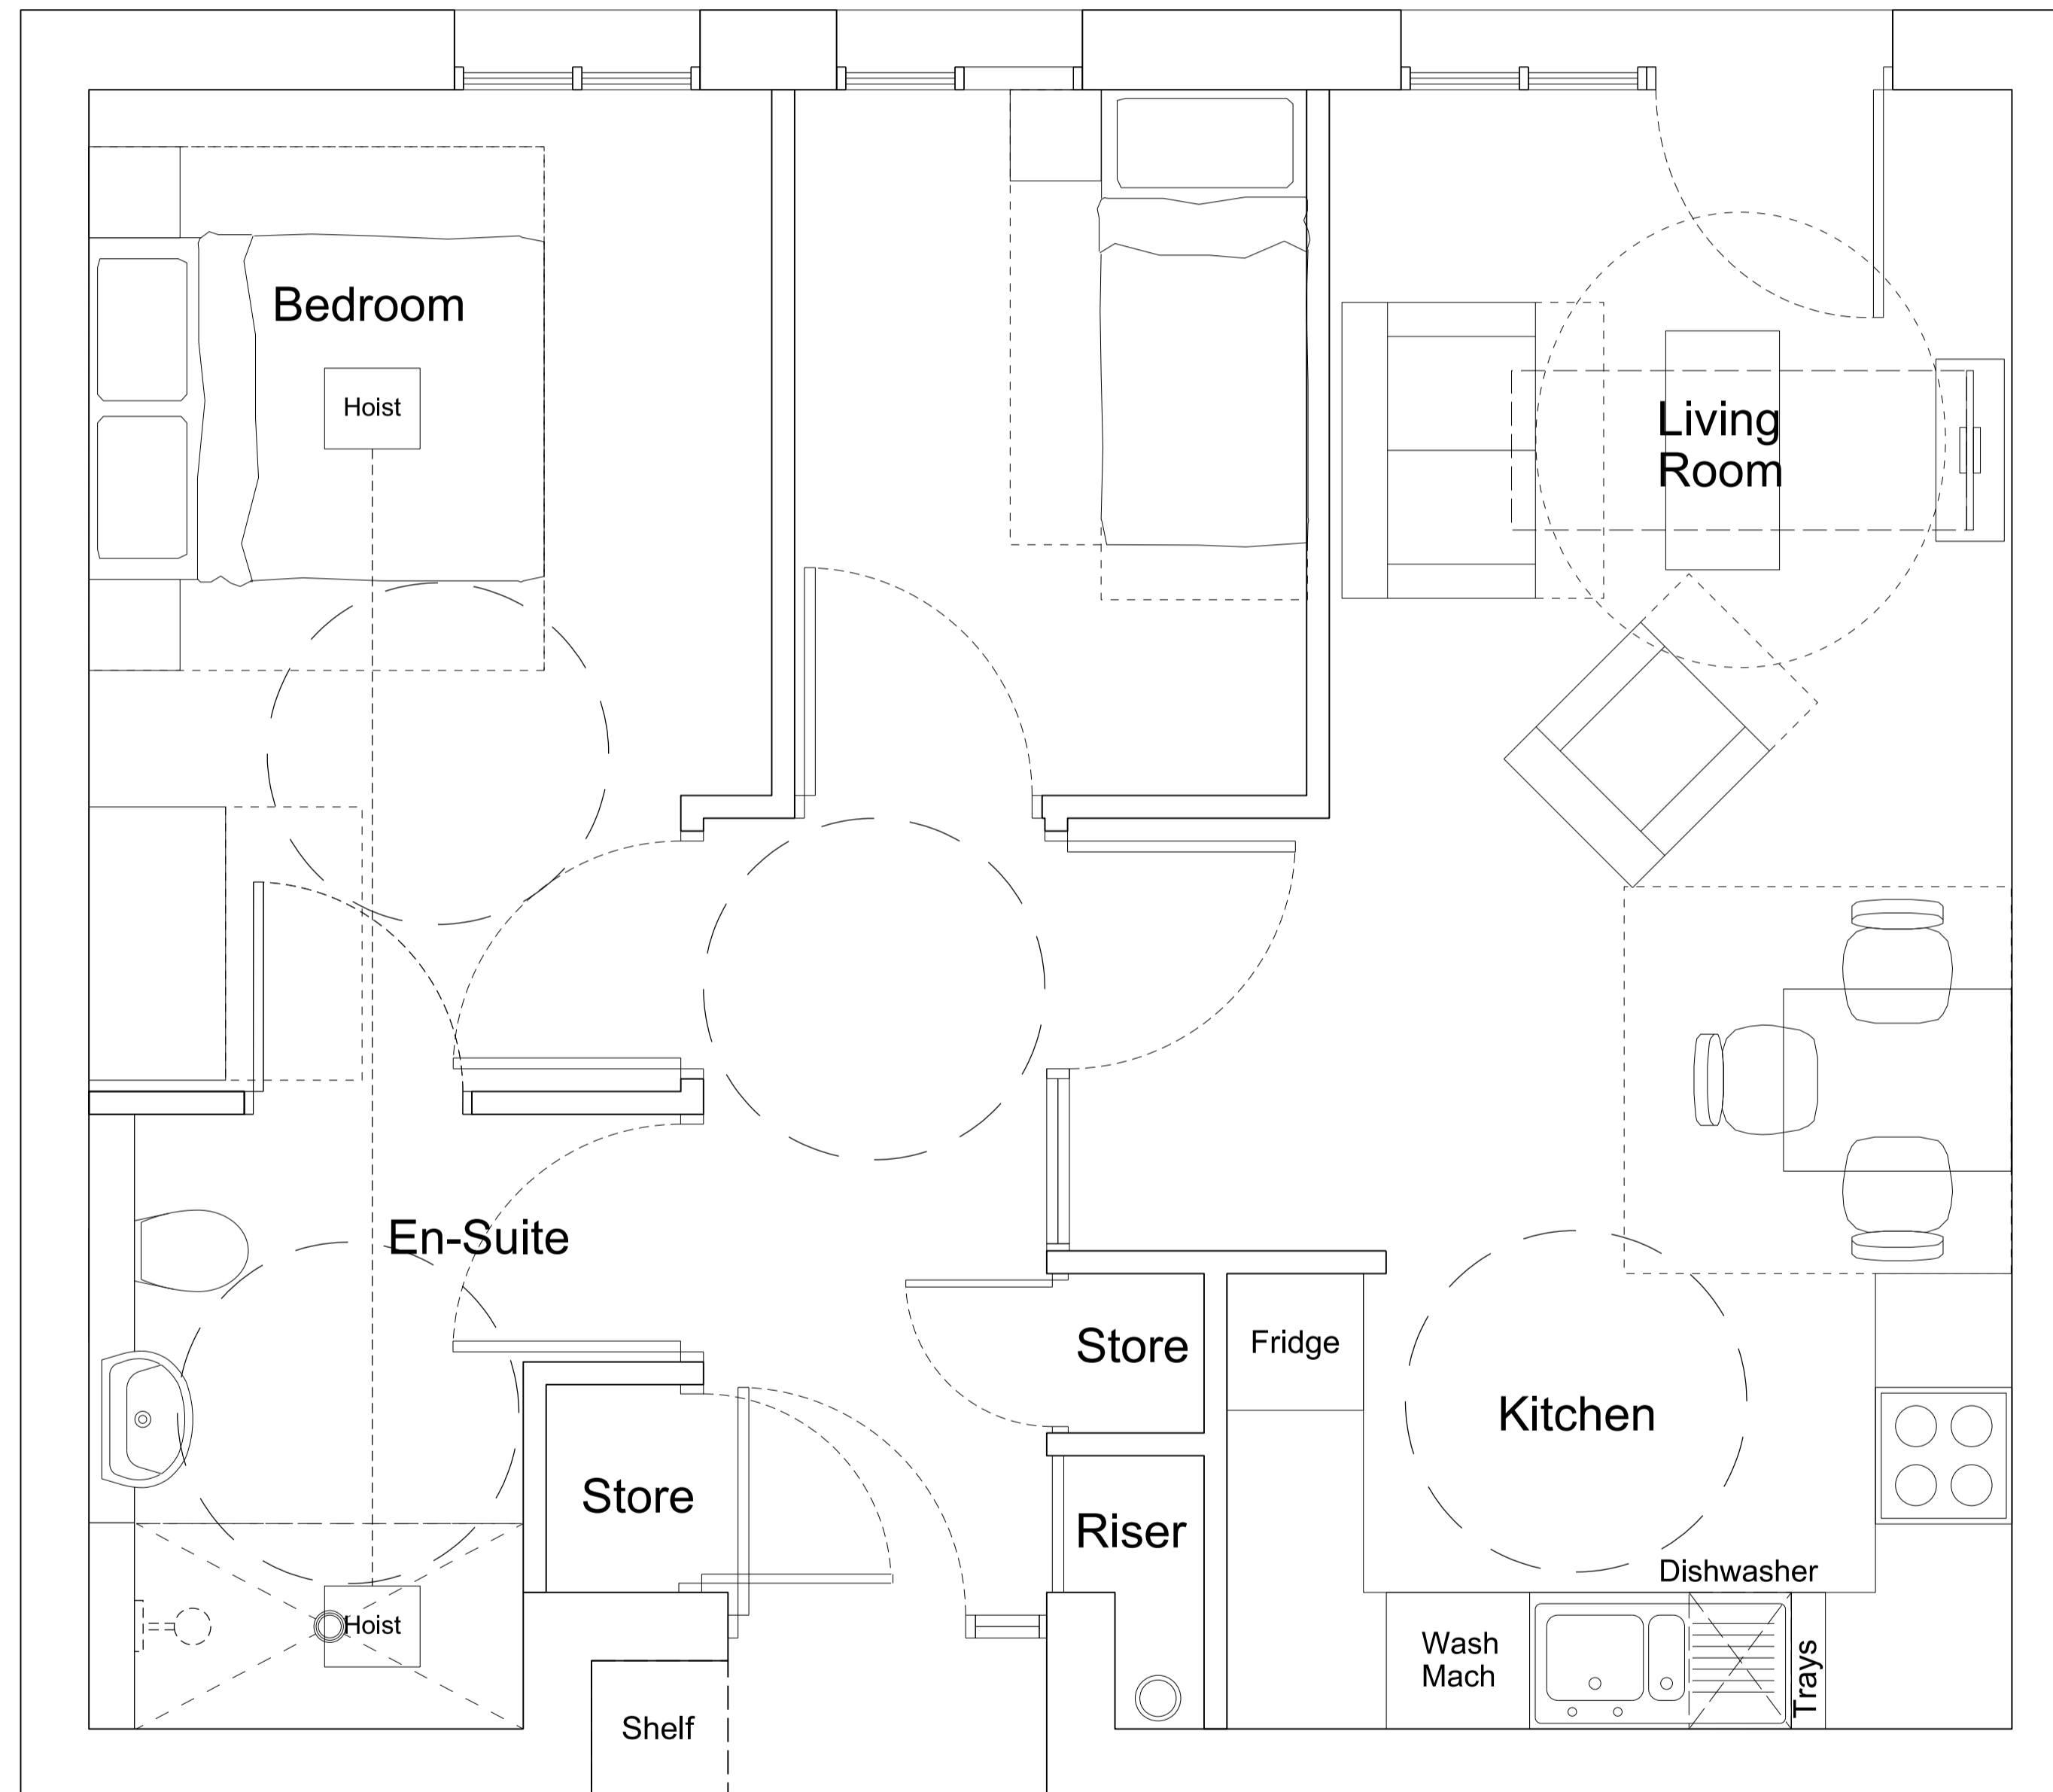 Bedroom
Hoist
Living
Room
En-Suite
Store
Fridge
Kitchen
Store
Riser
Dishwasher
Hoist
Wash
Mach
Trays
Shelf